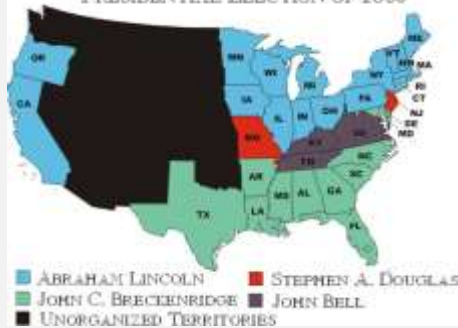 PRESIDENTIAL ELECTION OF 1860
OR
CA
MN
WI
MI
IA
IL
IN
OH
PA
NY
VT
NH
ME
MA
RI
CT
NJ
DE
MD
MO
KY
VA
TN
NC
SC
AR
MS
AL
GA
LA
TX
FL
ABRAHAM LINCOLN
STEPHEN A. DOUGLAS
JOHN C. BRECKENRIDGE
JOHN BELL
UNORGANIZED TERRITORIES